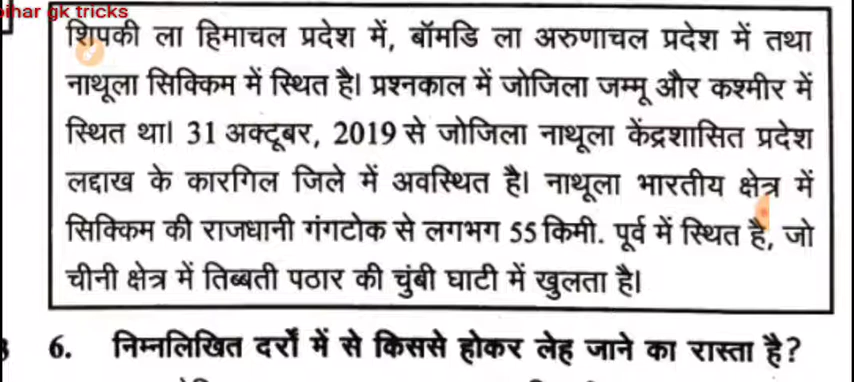 bihar gk tricks
शिपकी ला हिमाचल प्रदेश में, बॉमडि ला अरुणाचल प्रदेश में तथा
नाथूला सिक्किम में स्थित है। प्रश्नकाल में जोजिला जम्मू और कश्मीर में
स्थित था। 31 अक्टूबर, 2019 से जोजिला नाथूला केंद्रशासित प्रदेश
लद्दाख के कारगिल जिले में अवस्थित है। नाथूला भारतीय क्षेत्र में
सिक्किम की राजधानी गंगटोक से लगभग 55 किमी. पूर्व में स्थित है, जो
चीनी क्षेत्र में तिब्बती पठार की चुंबी घाटी में खुलता है।
6. निम्नलिखित दर्रों में से किससे होकर लेह जाने का रास्ता है?